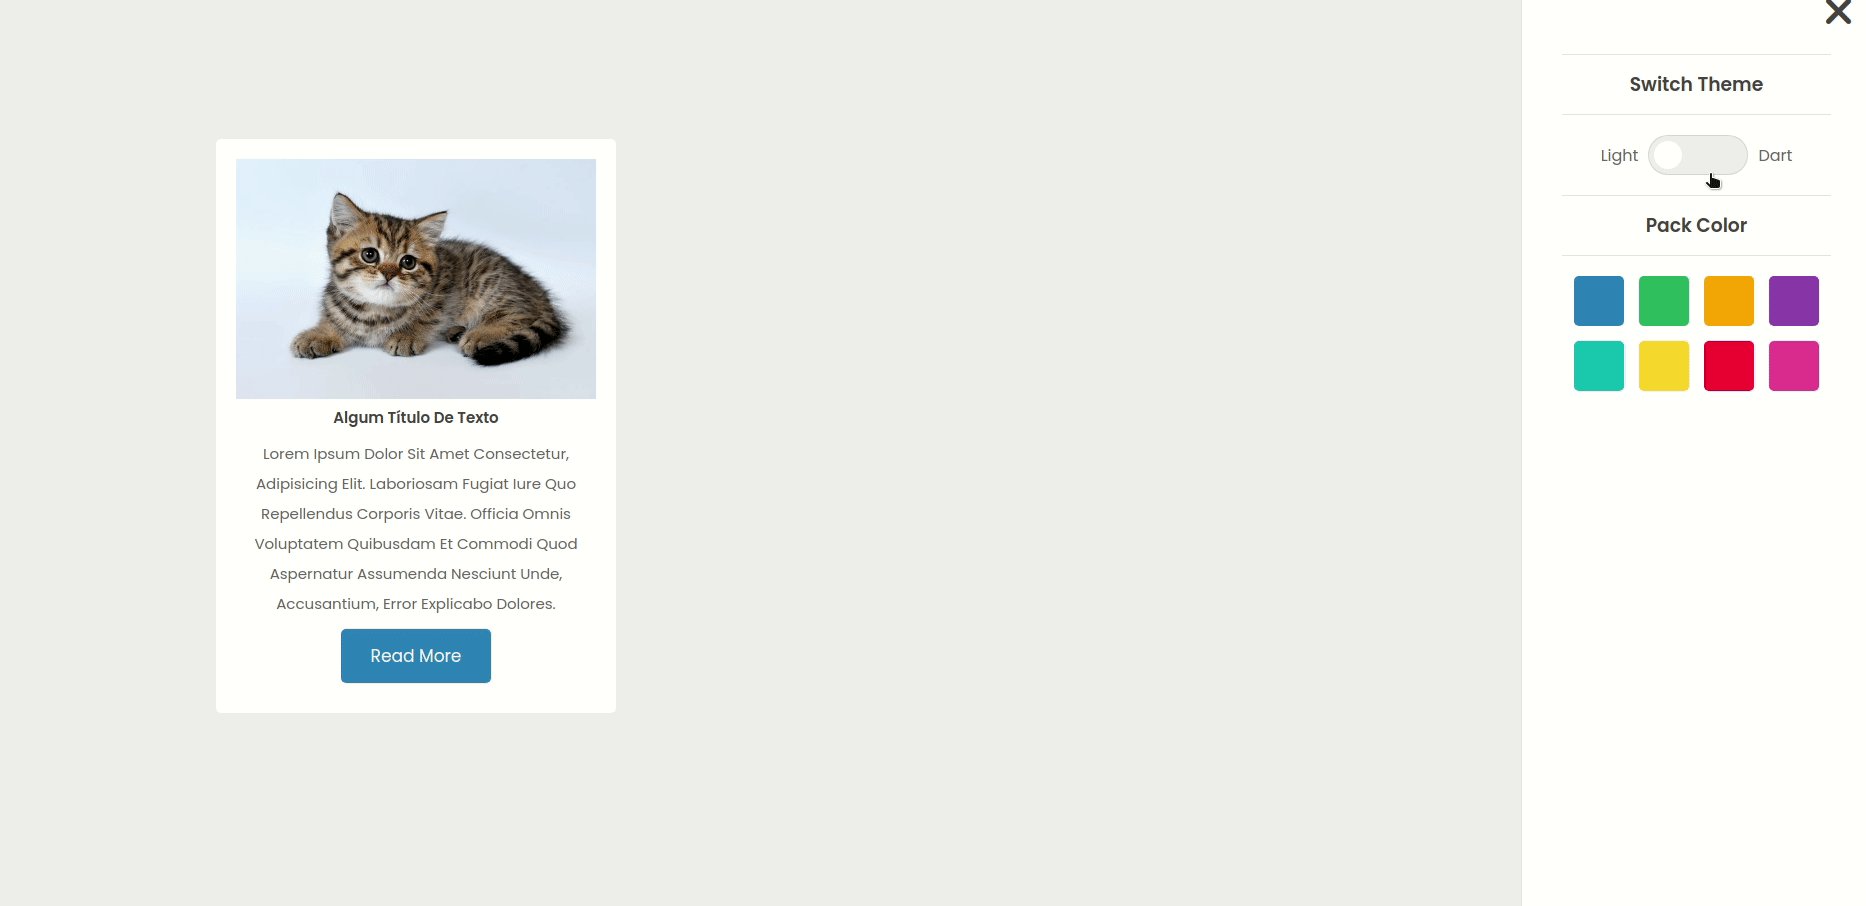 Switch Theme
Light
Dart
Pack Color
Algum Título De Texto
Lorem Ipsum Dolor Sit Amet Consectetur,
Adipisicing Elit. Laboriosam Fugiat Iure Quo
Repellendus Corporis Vitae. Officia Omnis
Voluptatem Quibusdam Et Commodi Quod
Aspernatur Assumenda Nesciunt Unde,
Accusantium, Error Explicabo Dolores.
Read More